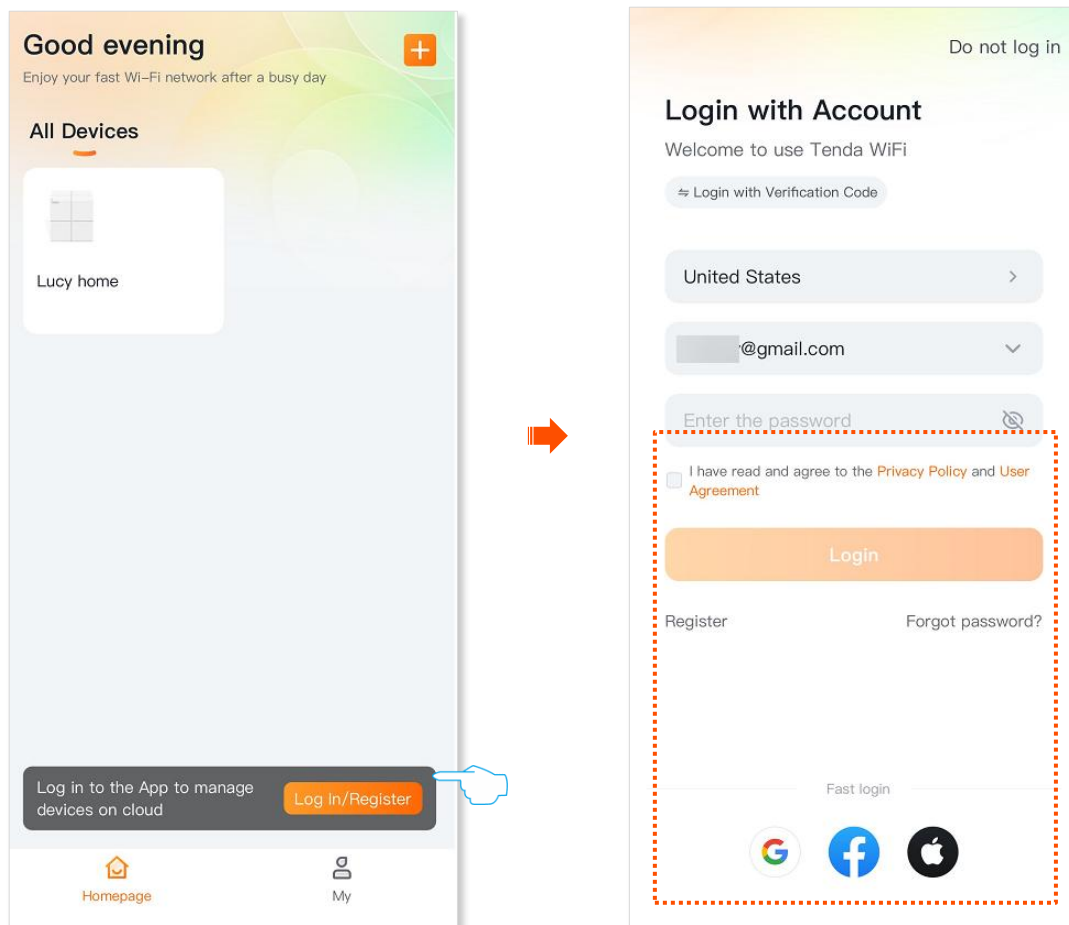 Good evening
Enjoy your fast Wi-Fi network after a busy day
All Devices
Lucy home
Log in to the App to manage
devices on cloud
Log In/Register
Homepage
My
Do not log in
Login with Account
Welcome to use Tenda WiFi
⇋ Login with Verification Code
United States
@gmail.com
Enter the password
I have read and agree to the Privacy Policy and User
Agreement
Login
Register
Forgot password?
Fast login